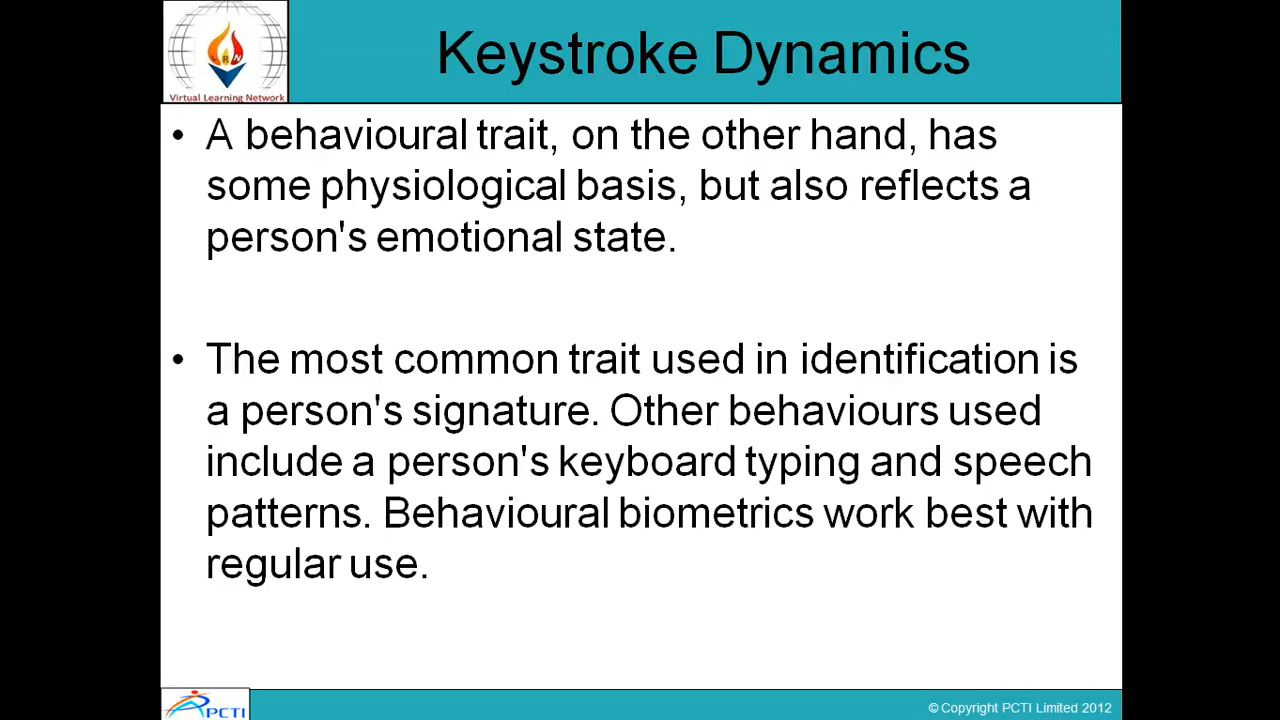 Keystroke Dynamics
Virtual Learning Network
• A behavioural trait, on the other hand, has
some physiological basis, but also reflects a
person's emotional state.
• The most common trait used in identification is
a person's signature. Other behaviours used
include a person's keyboard typing and speech
patterns. Behavioural biometrics work best with
regular use.
PCTI
© Copyright PCTI Limited 2012